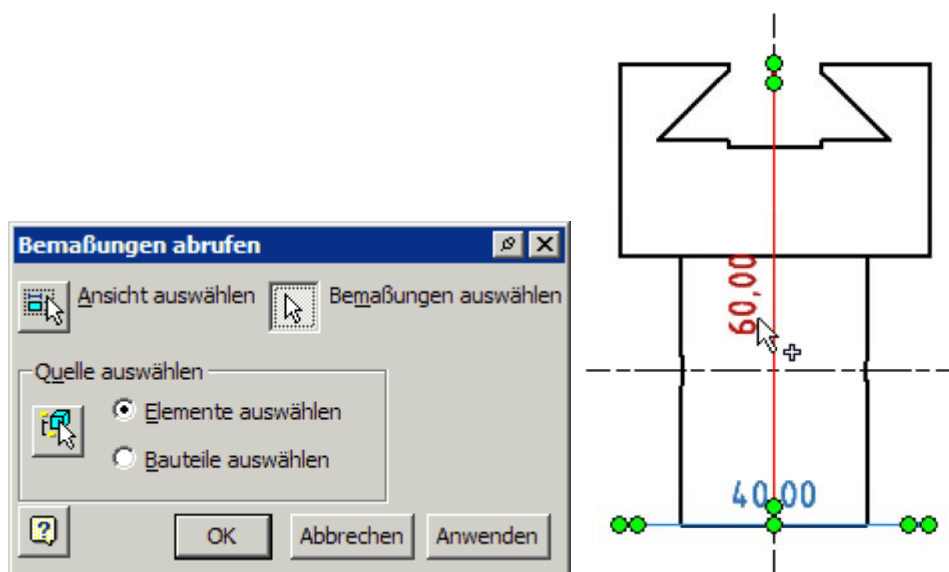 Bemaßungen abrufen
Ansicht auswählen
Bemaßungen auswählen
Quelle auswählen
Elemente auswählen
Bauteile auswählen
?
OK
Abbrechen
Anwenden
60,00
40,00